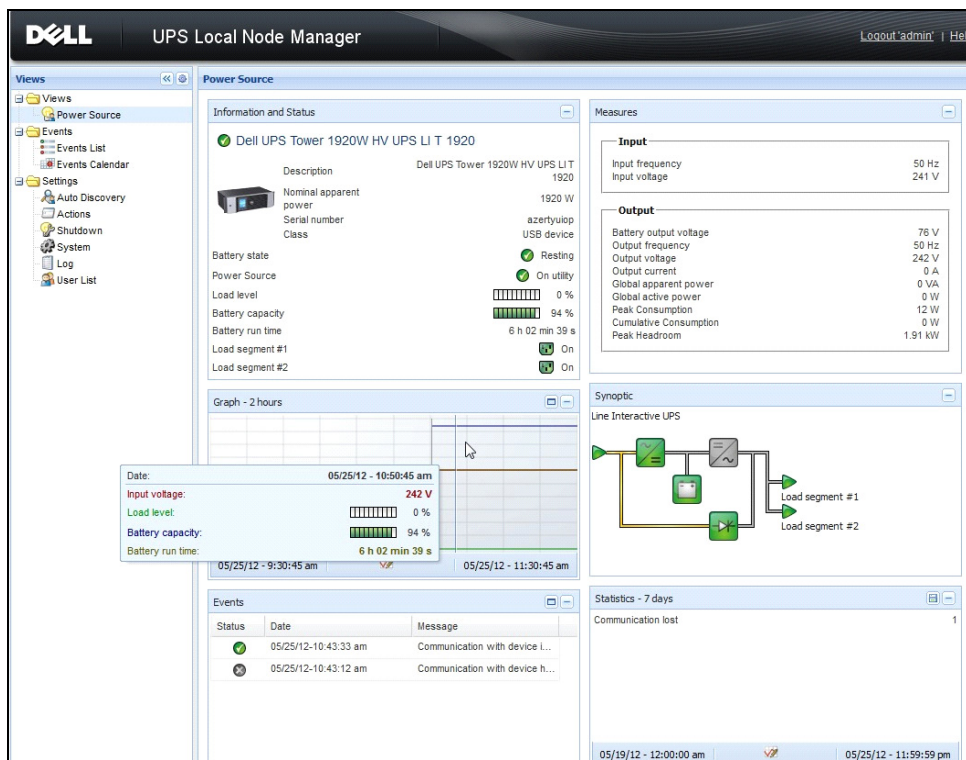 DELL
UPS Local Node Manager
Logout 'admin' | Hel
Views
Views
Power Source
Events
Events List
Events Calendar
Settings
Auto Discovery
Actions
Shutdown
System
Log
User List
Power Source
Information and Status
Dell UPS Tower 1920W HV UPS LI T 1920
Description Dell UPS Tower 1920W HV UPS LI T
1920
Nominal apparent
power 1920 W
Serial number azertyuiop
Class USB device
Battery state Resting
Power Source On utility
Load level 0 %
Battery capacity 94 %
Battery run time 6 h 02 min 39 s
Load segment #1 On
Load segment #2 On
Measures
Input
Input frequency 50 Hz
Input voltage 241 V
Output
Battery output voltage 76 V
Output frequency 50 Hz
Output voltage 242 V
Output current 0 A
Global apparent power 0 VA
Global active power 0 W
Peak Consumption 12 W
Cumulative Consumption 0 W
Peak Headroom 1.91 kW
Graph - 2 hours
Date: 05/25/12 - 10:50:45 am
Input voltage: 242 V
Load level: 0 %
Battery capacity: 94 %
Battery run time: 6 h 02 min 39 s
05/25/12 - 9:30:45 am 05/25/12 - 11:30:45 am
Synoptic
Line Interactive UPS
Load segment #1
Load segment #2
Events
Status Date Message
05/25/12-10:43:33 am Communication with device i...
05/25/12-10:43:12 am Communication with device h...
Statistics - 7 days
Communication lost 1
05/19/12 - 12:00:00 am 05/25/12 - 11:59:59 pm